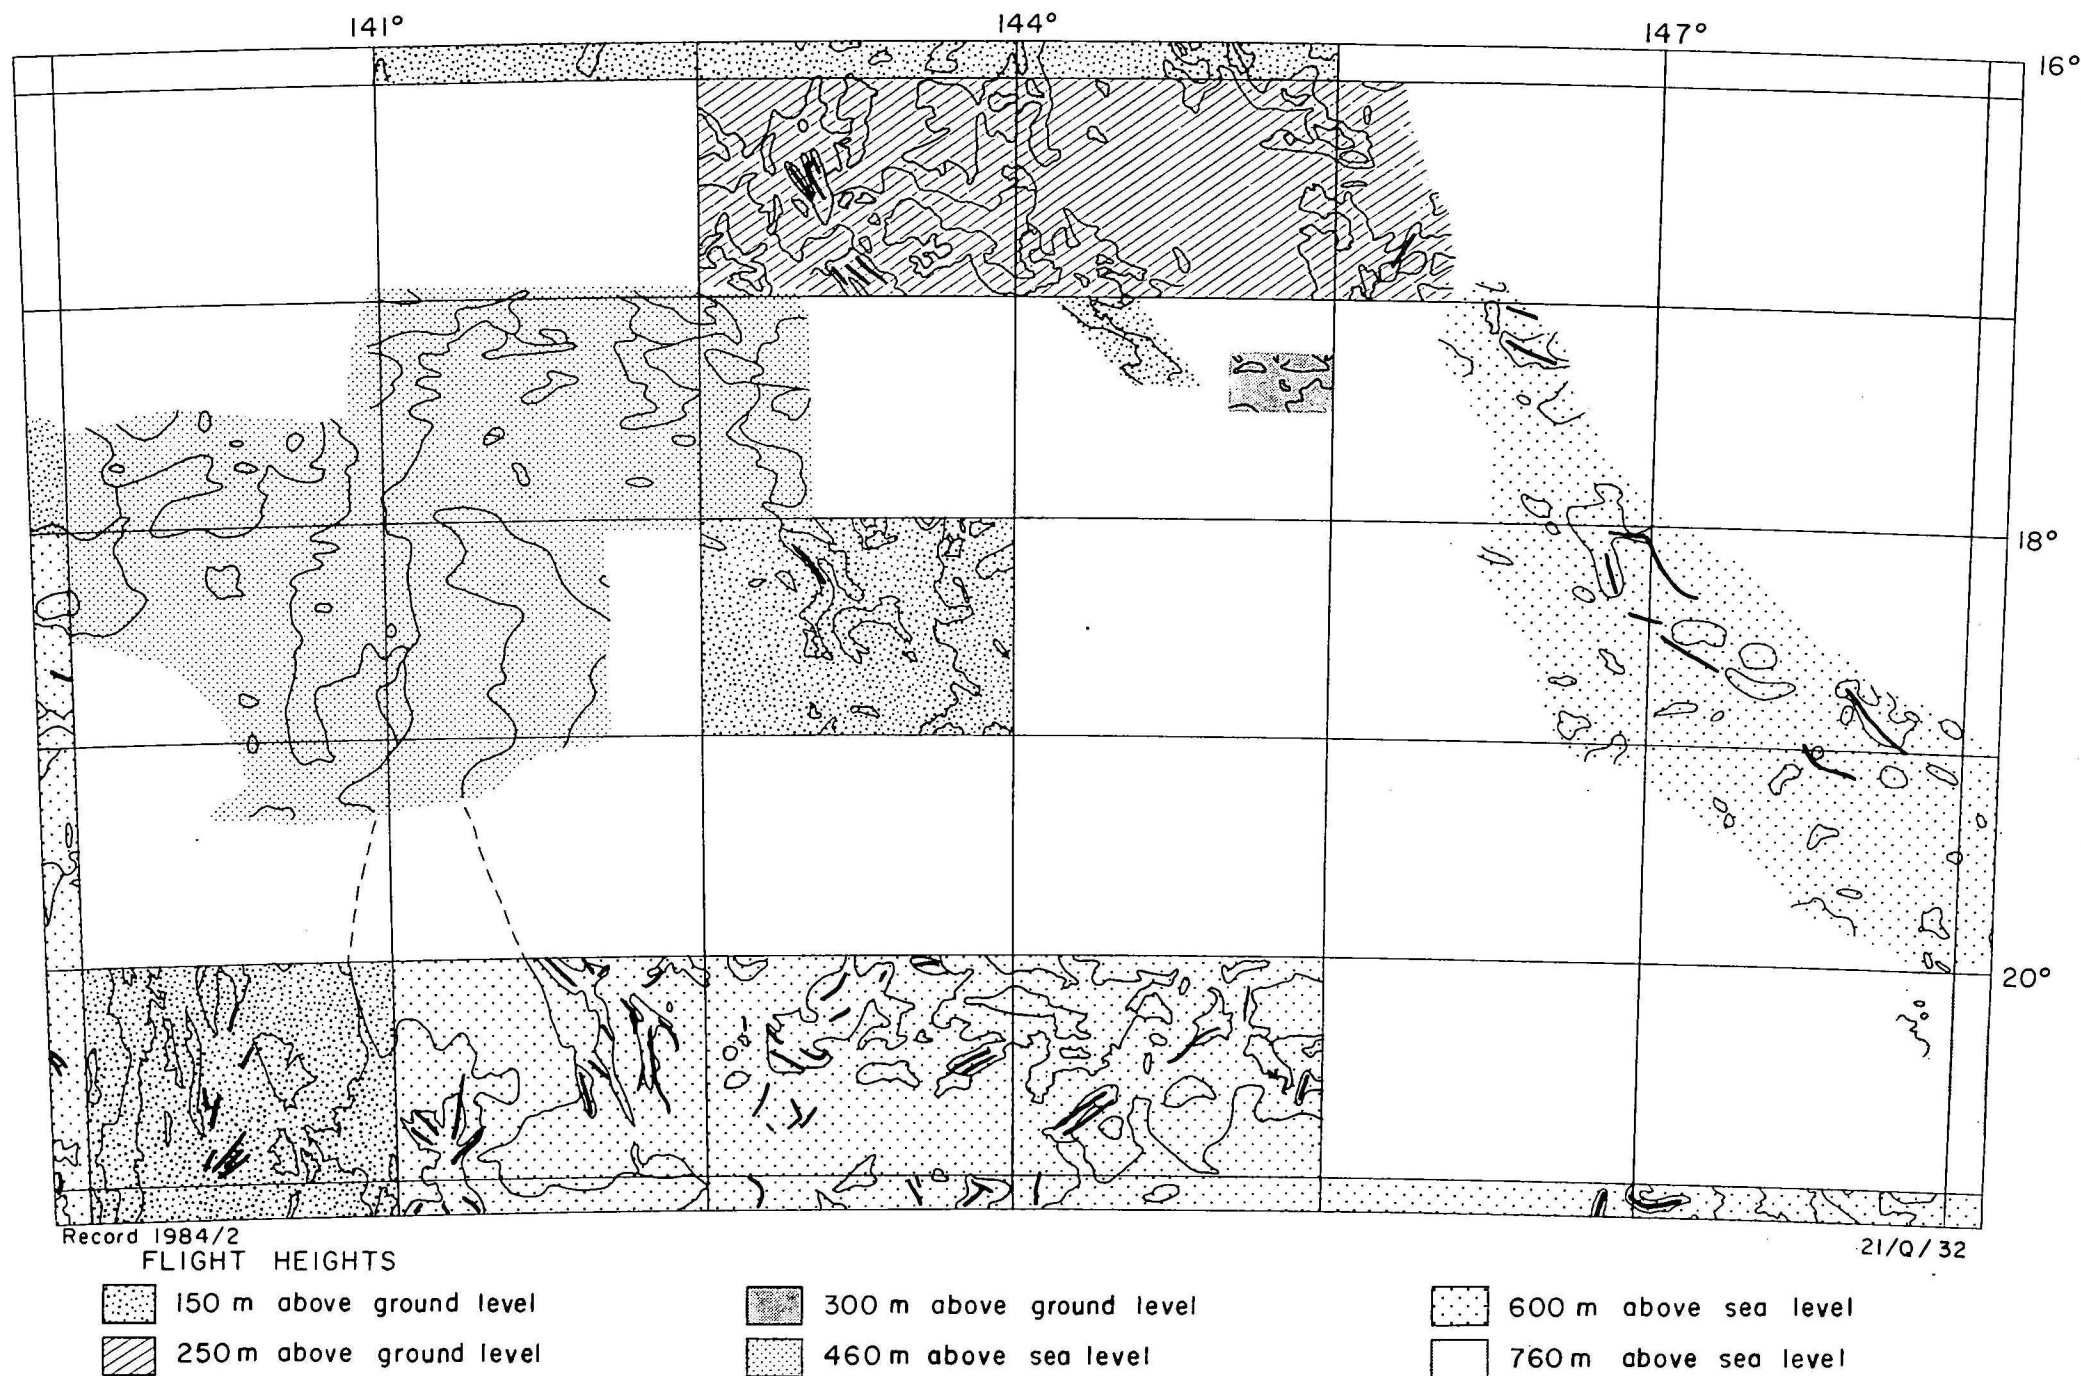 141° 144° 147°
16°
18°
20°
Record 1984/2
21/Q/32
FLIGHT HEIGHTS
150 m above ground level
300 m above ground level
600 m above sea level
250 m above ground level
460 m above sea level
760 m above sea level